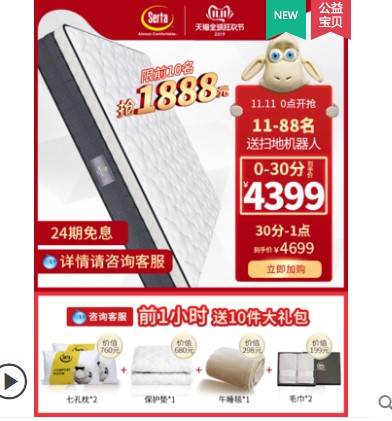 NEW
公益
宝贝
Serta
Always Comfortable.
天猫全球狂欢节
2019
限前10名
抢1888元
11.11 0点开抢
11-88名
送扫地机器人
0-30分 到手价
¥4399
30分-1点
到手价¥4699
立即加购
24期免息
详情请咨询客服
咨询客服 前1小时 送10件大礼包
价值
760元
价值
680元
价值
298元
价值
199元
七孔枕*2
保护垫*1
午睡毯*1
毛巾*2